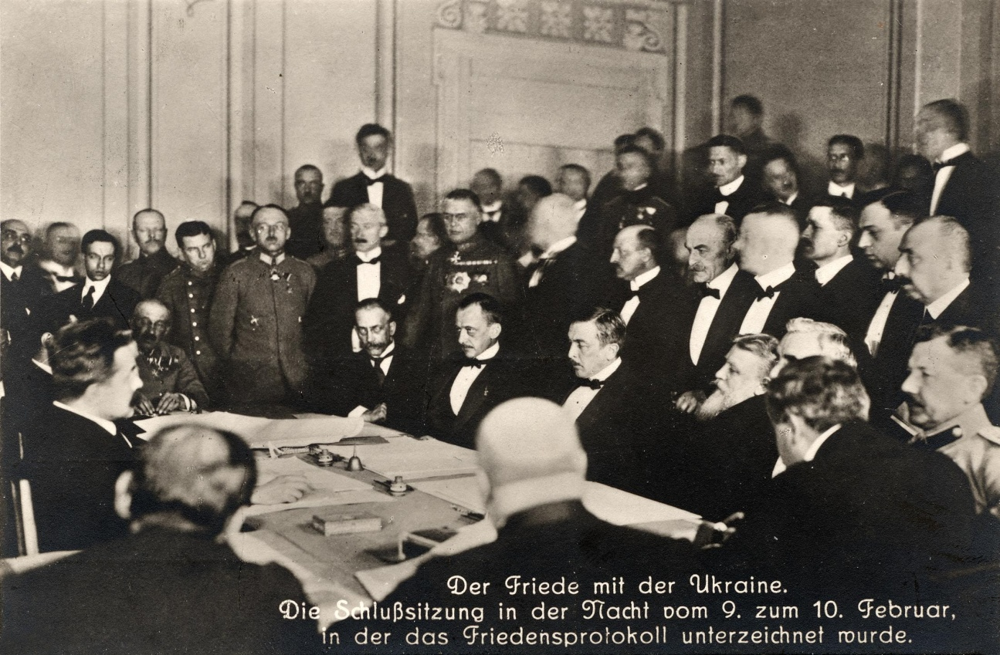 Der Friede mit der Ukraine.
Die Schlußsitzung in der Nacht vom 9. zum 10. Februar,
in der das Friedensprotokoll unterzeichnet wurde.